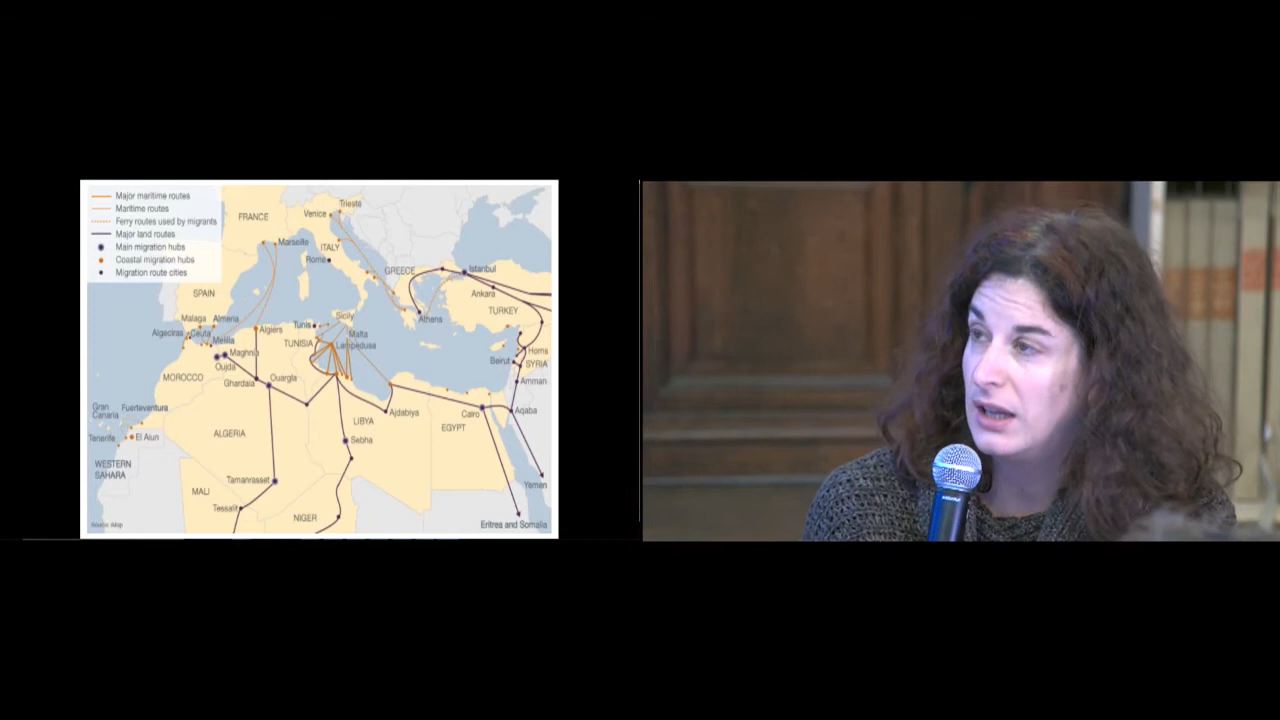 Major maritime routes
Maritime routes
Ferry routes used by migrants
Major land routes
Main migration hubs
Coastal migration hubs
Migration route cities
FRANCE
Venice
Trieste
Marseille
ITALY
Rome
GREECE
Istanbul
Ankara
TURKEY
SPAIN
Athens
Malaga
Almeria
Sicily
Algeciras
Ceuta
Algiers
Tunis
Malta
Melilla
TUNISIA
Lampedusa
Maghnia
Oujda
Beirut
Homs
SYRIA
MOROCCO
Ghardaia
Ouargla
Amman
Gran
Canaria
Fuerteventura
Ajdabiya
Cairo
Aqaba
LIBYA
EGYPT
Tenerife
El Aiun
ALGERIA
Sebha
WESTERN
SAHARA
Tamanrasset
Yemen
MALI
Tessalit
NIGER
Eritrea and Somalia